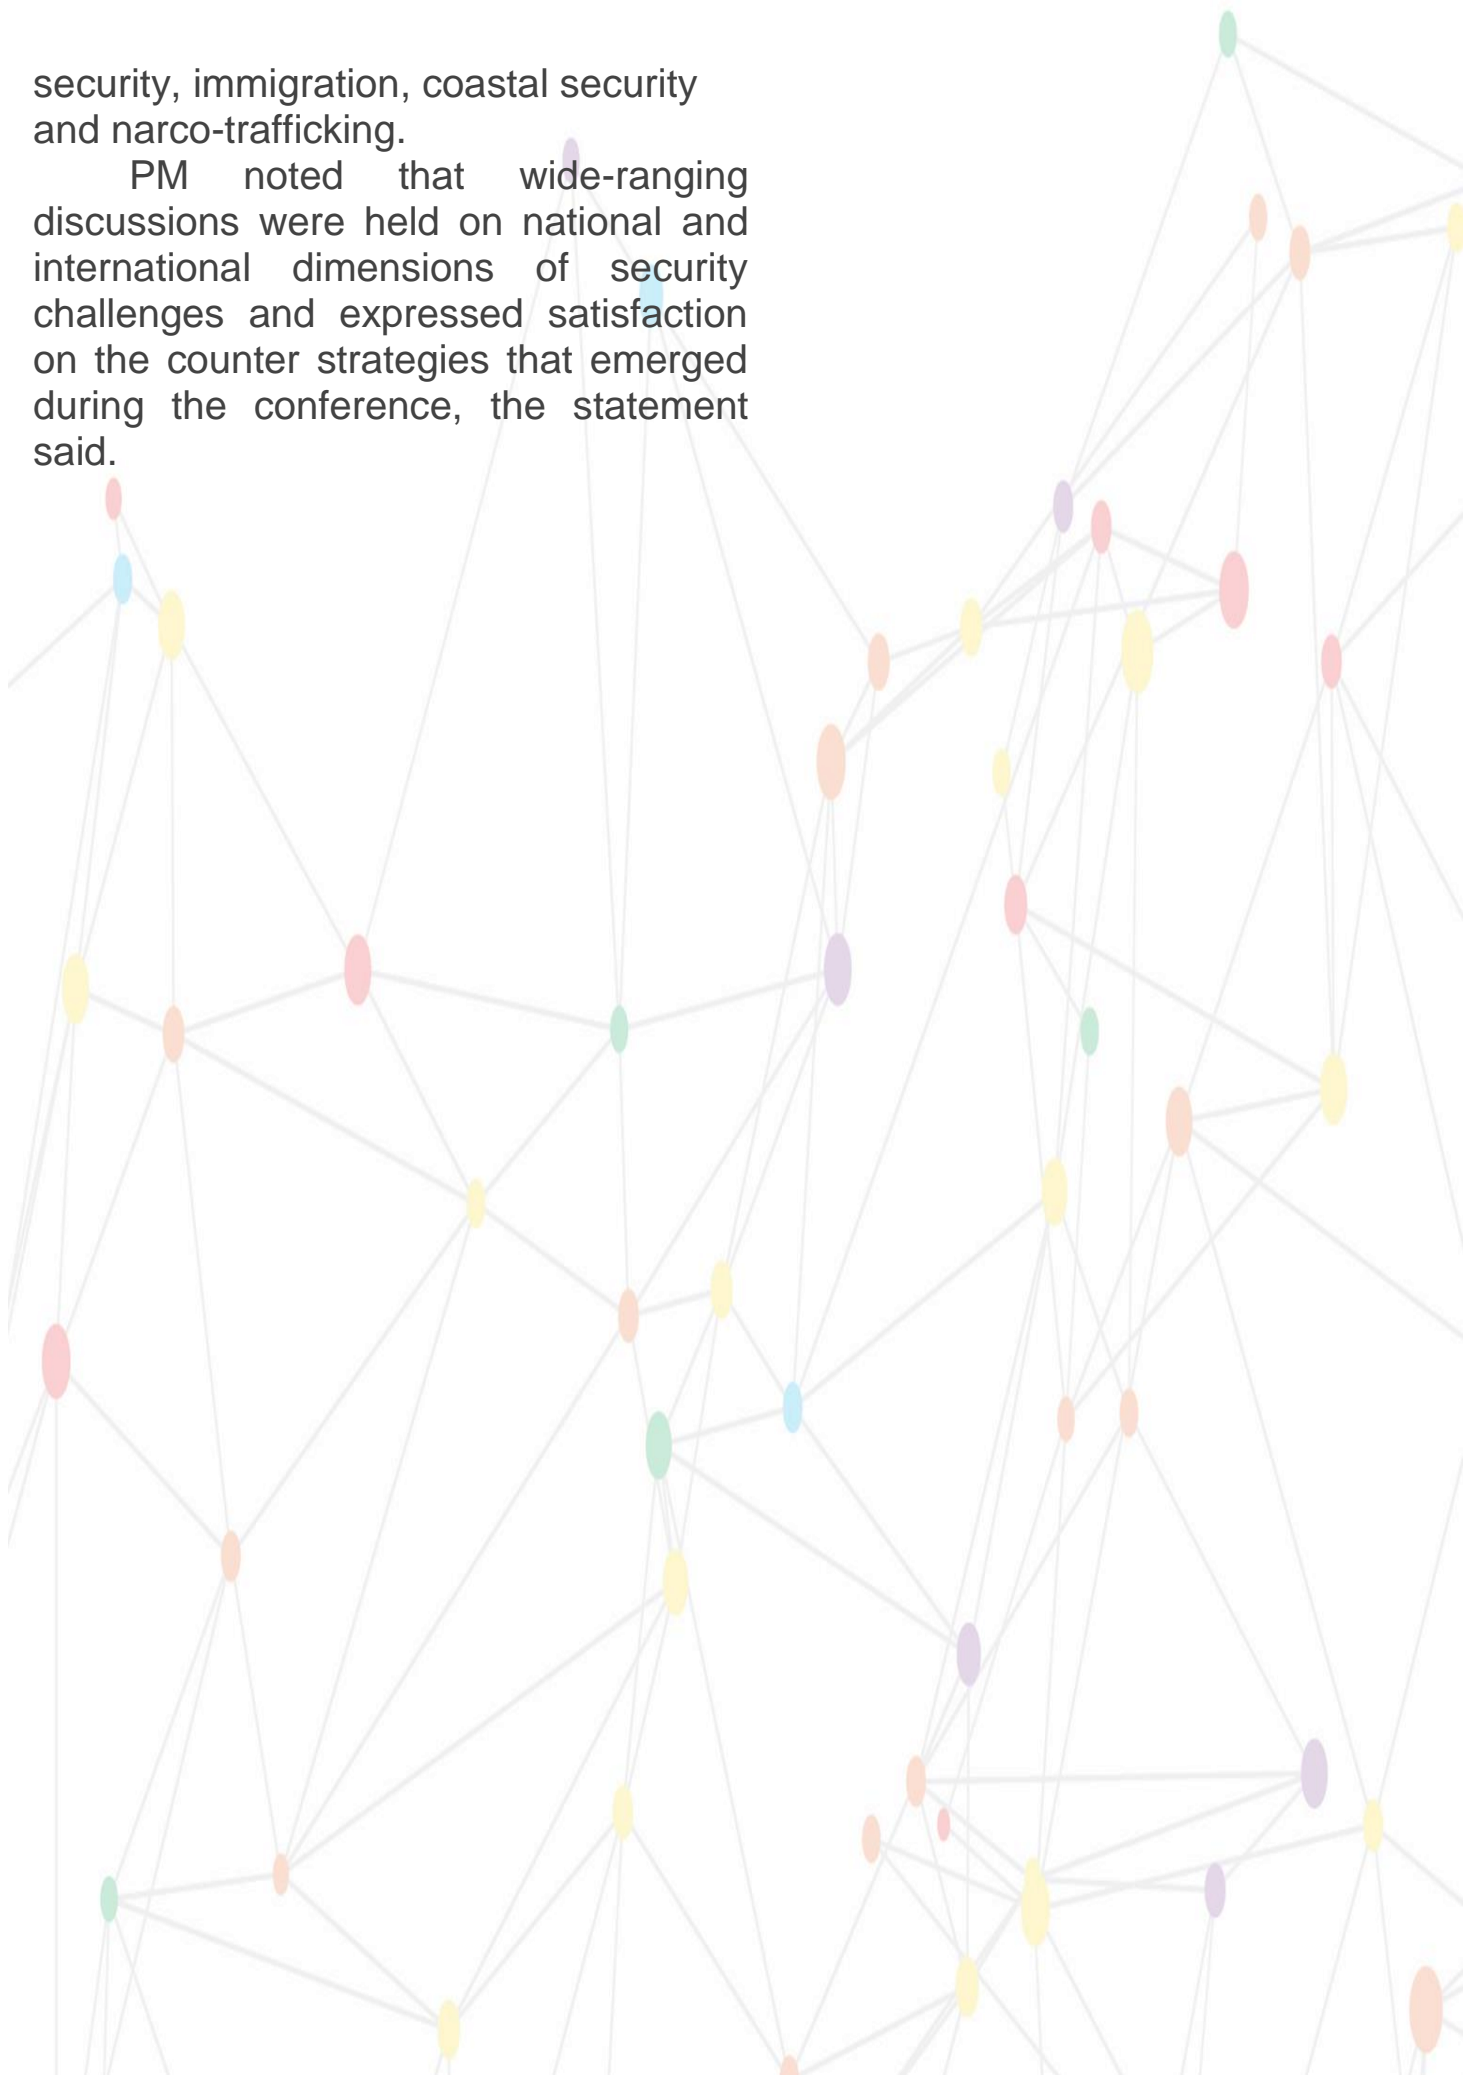 security, immigration, coastal security
and narco-trafficking.
PM noted that wide-ranging
discussions were held on national and
international dimensions of security
challenges and expressed satisfaction
on the counter strategies that emerged
during the conference, the statement
said.